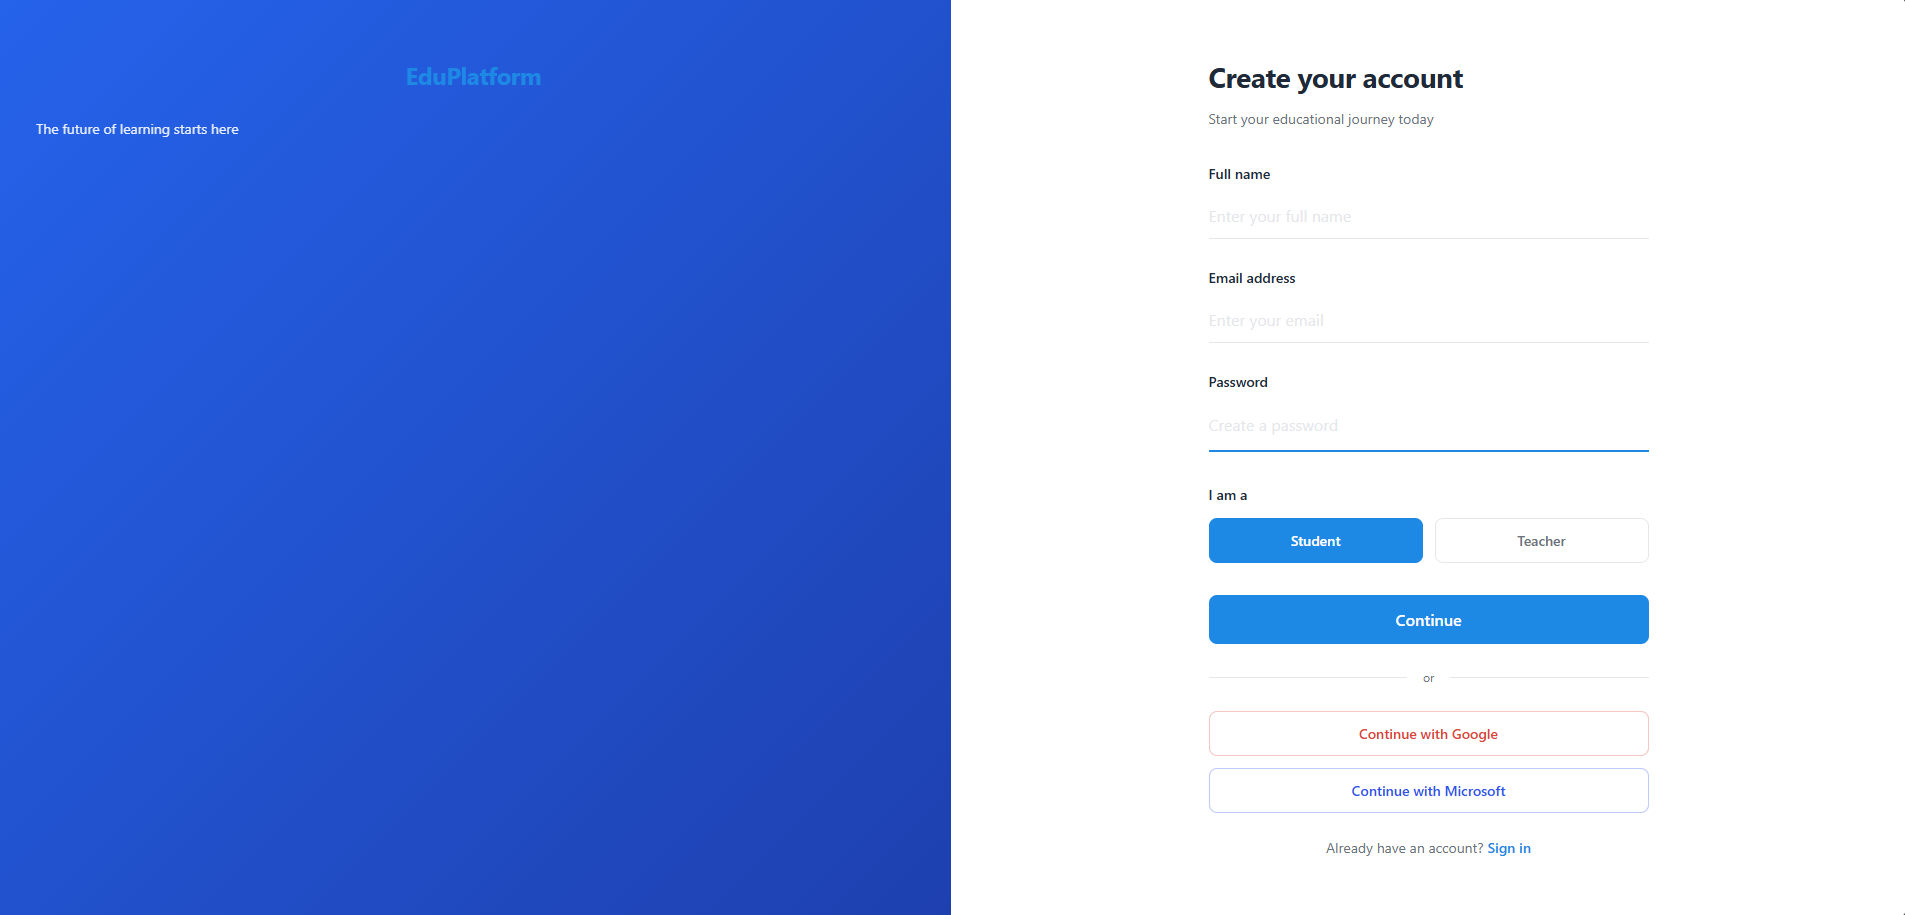 EduPlatform
The future of learning starts here
Create your account
Start your educational journey today
Full name
Enter your full name
Email address
Enter your email
Password
Create a password
I am a
Student
Teacher
Continue
or
Continue with Google
Continue with Microsoft
Already have an account? Sign in